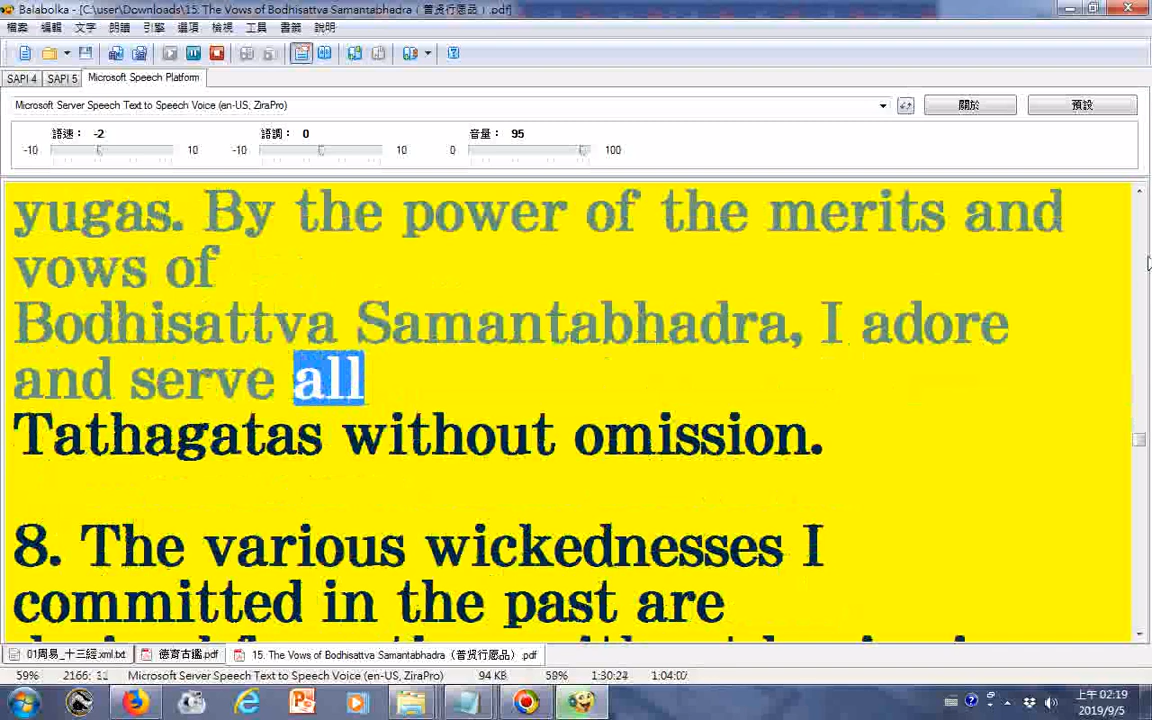 Balabolka - [C:\user\Downloads\15. The Vows of Bodhisattva Samantabhadra（普賢行愿品）.pdf]
檔案 編輯 文字 朗讀 引擎 選項 檢視 工具 書籤 說明
SAPI 4 SAPI 5 Microsoft Speech Platform
Microsoft Server Speech Text to Speech Voice (en-US, ZiraPro) 關於 預設
語速： -2 語調： 0 音量： 95
-10 10 -10 10 0 100
yugas. By the power of the merits and
vows of
Bodhisattva Samantabhadra, I adore
and serve all
Tathagatas without omission.
8. The various wickednesses I
committed in the past are
01周易_十三經.xml.txt 德育古鑑.pdf 15. The Vows of Bodhisattva Samantabhadra（普賢行愿品）.pdf
59% 2166: 11 Microsoft Server Speech Text to Speech Voice (en-US, ZiraPro) 94 KB 58% 1:30:24 1:04:07
上午 02:19
2019/9/5